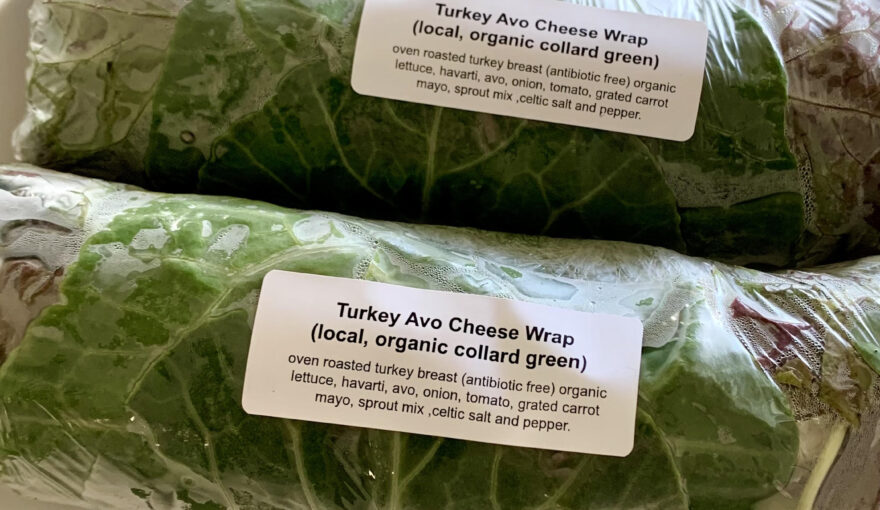 Turkey Avo Cheese Wrap
(local, organic collard green)
oven roasted turkey breast (antibiotic free) organic
lettuce, havarti, avo, onion, tomato, grated carrot
mayo, sprout mix ,celtic salt and pepper.
Turkey Avo Cheese Wrap
(local, organic collard green)
oven roasted turkey breast (antibiotic free) organic
lettuce, havarti, avo, onion, tomato, grated carrot
mayo, sprout mix ,celtic salt and pepper.